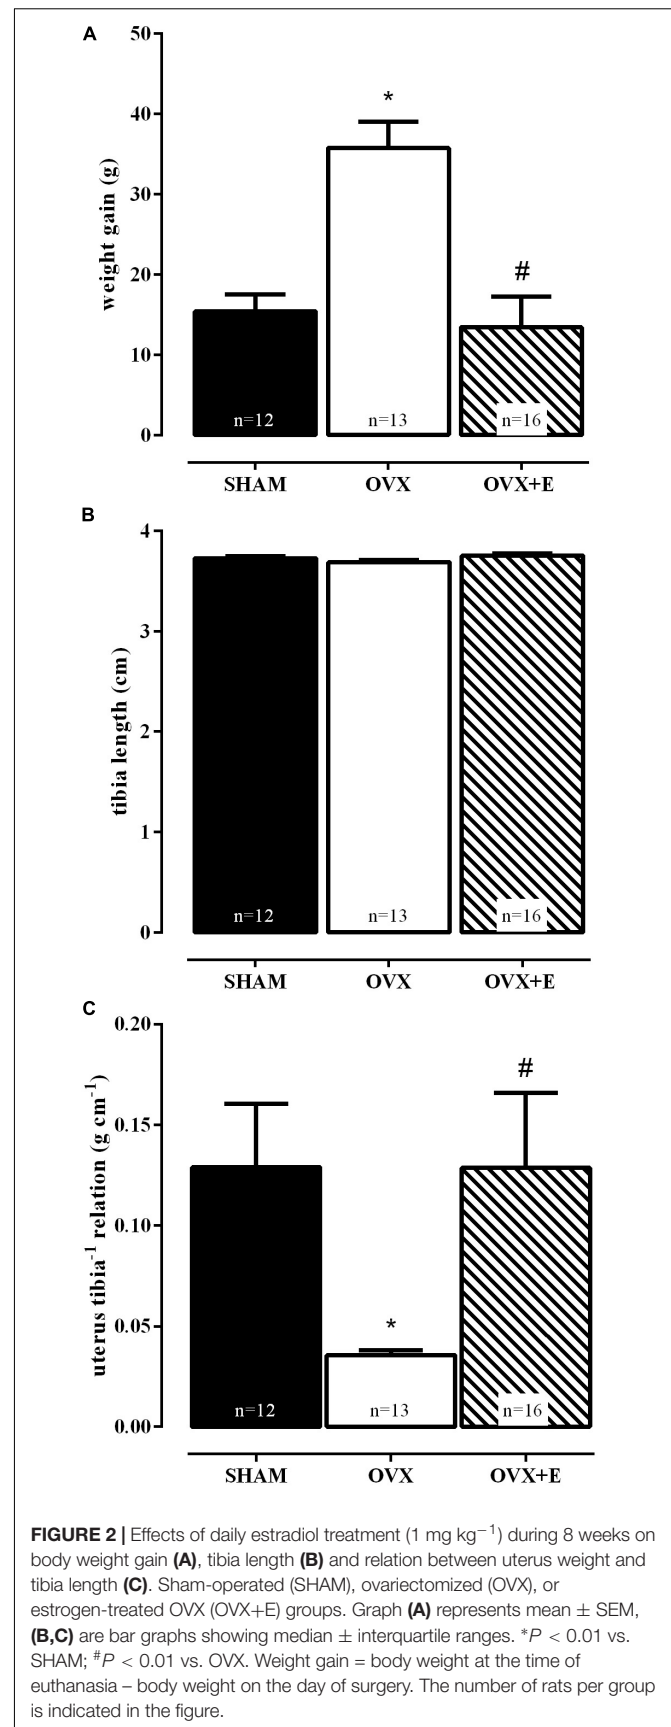 A
50
*
40
weight gain (g)
30
20
#
10
n=12 n=13 n=16
0
SHAM OVX OVX+E
B
4
3
tibia length (cm)
2
1
n=12 n=13 n=16
0
SHAM OVX OVX+E
C
0.20
#
uterus tibia⁻¹ relation (g cm⁻¹)
0.15
0.10
0.05
*
n=12 n=13 n=16
0.00
SHAM OVX OVX+E
FIGURE 2 | Effects of daily estradiol treatment (1 mg kg⁻¹) during 8 weeks on
body weight gain (A), tibia length (B) and relation between uterus weight and
tibia length (C). Sham-operated (SHAM), ovariectomized (OVX), or
estrogen-treated OVX (OVX+E) groups. Graph (A) represents mean ± SEM,
(B,C) are bar graphs showing median ± interquartile ranges. *P < 0.01 vs.
SHAM; #P < 0.01 vs. OVX. Weight gain = body weight at the time of
euthanasia – body weight on the day of surgery. The number of rats per group
is indicated in the figure.